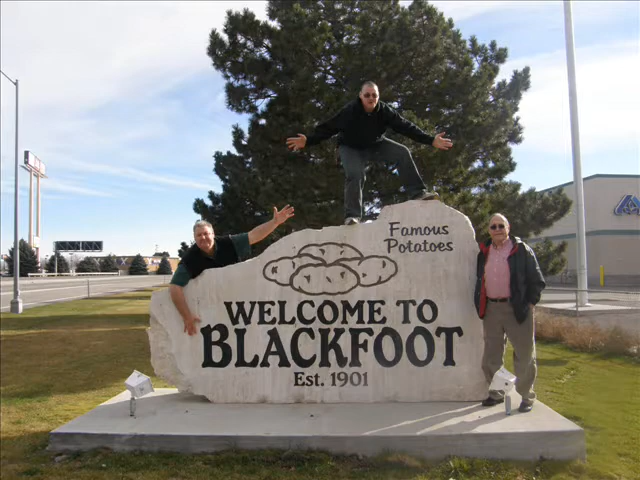 Famous
Potatoes
WELCOME TO
BLACKFOOT
Est. 1901